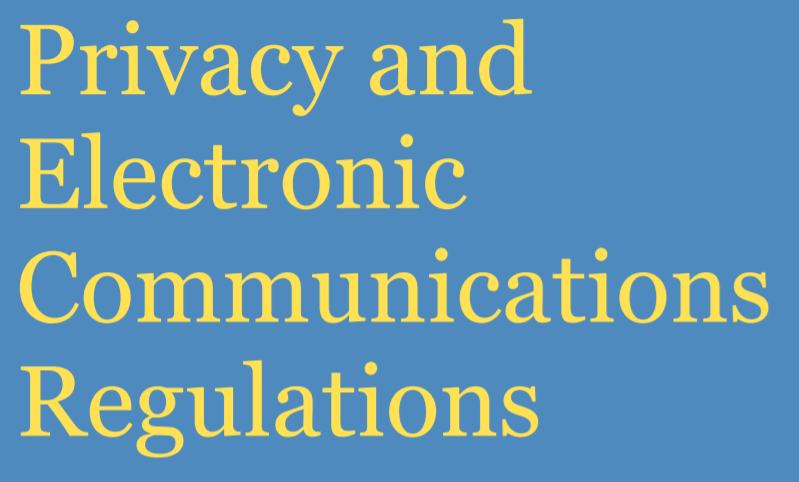 Privacy and
Electronic
Communications
Regulations